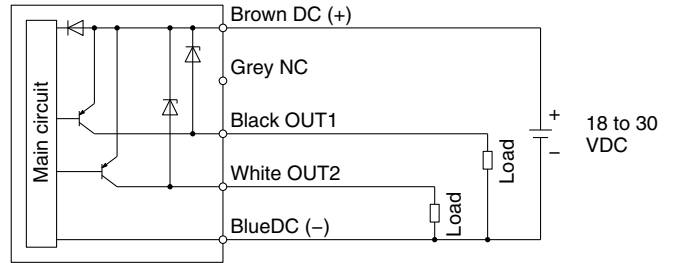 Brown DC (+)
Grey NC
Main circuit
Black OUT1
White OUT2
BlueDC (−)
Load
Load
+
−
18 to 30
VDC